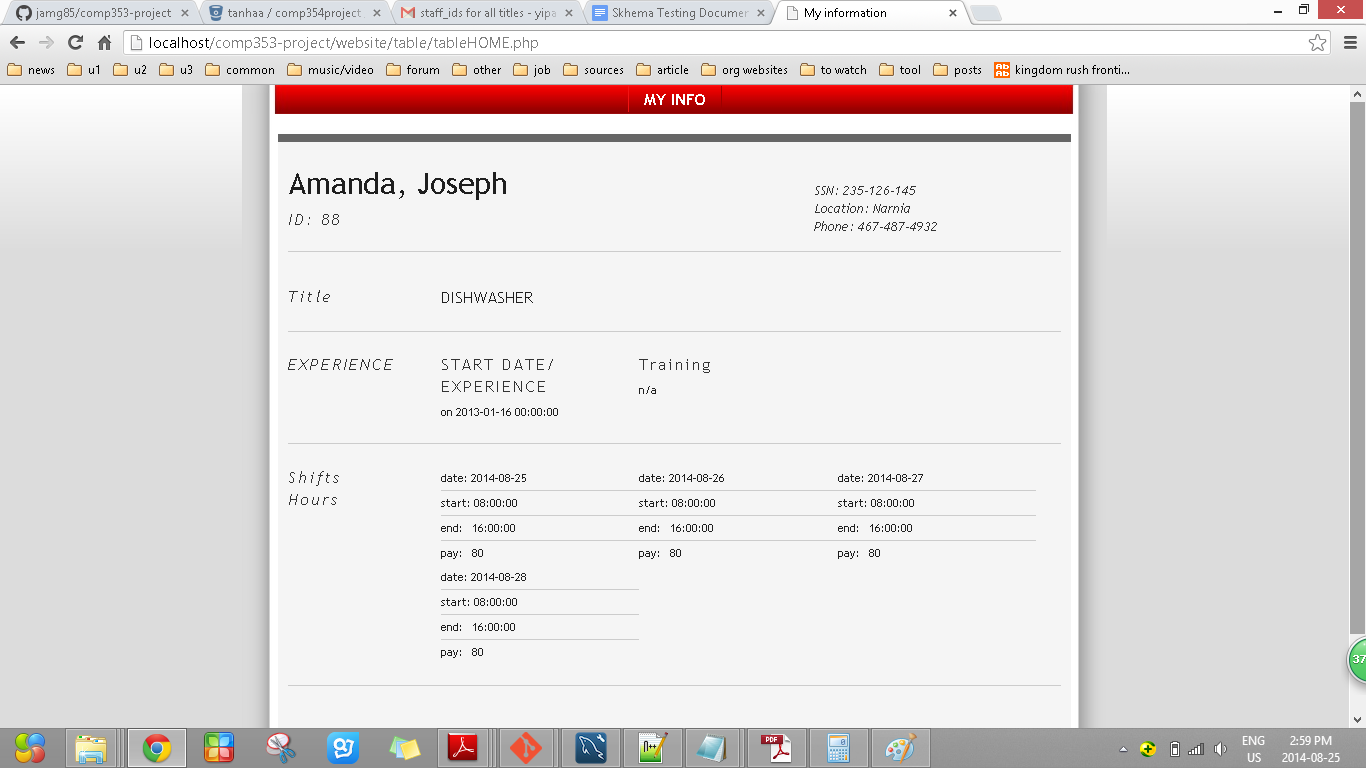 jamg85/comp353-project
tanhaa / comp354project
staff_ids for all titles - yipa
Skhema Testing Documen
My information
localhost/comp353-project/website/table/tableHOME.php
news u1 u2 u3 common music/video forum other job sources article org websites to watch tool posts kingdom rush fronti...
MY INFO
Amanda, Joseph
ID: 88
SSN: 235-126-145
Location: Narnia
Phone: 467-487-4932
Title DISHWASHER
EXPERIENCE START DATE/ Training
EXPERIENCE n/a
on 2013-01-16 00:00:00
Shifts date: 2014-08-25 date: 2014-08-26 date: 2014-08-27
Hours start: 08:00:00 start: 08:00:00 start: 08:00:00
end: 16:00:00 end: 16:00:00 end: 16:00:00
pay: 80 pay: 80 pay: 80
date: 2014-08-28
start: 08:00:00
end: 16:00:00
pay: 80
37
ENG 2:59 PM
US 2014-08-25